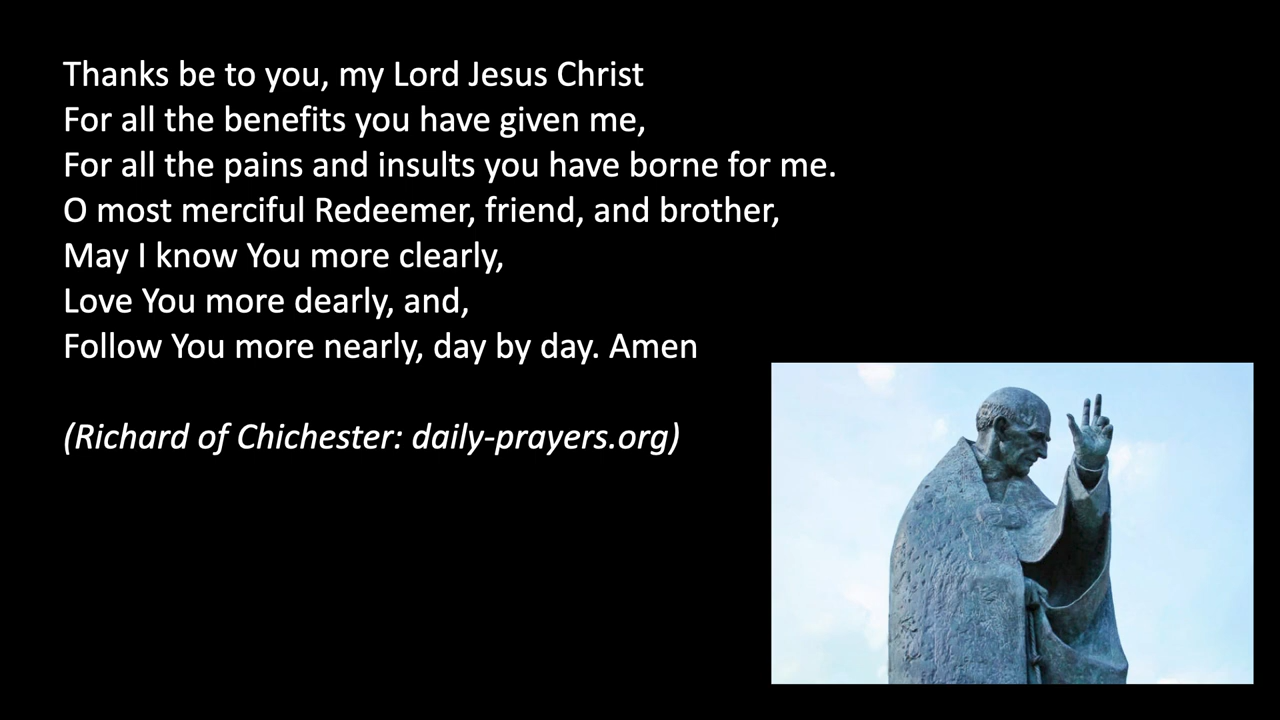 Thanks be to you, my Lord Jesus Christ
For all the benefits you have given me,
For all the pains and insults you have borne for me.
O most merciful Redeemer, friend, and brother,
May I know You more clearly,
Love You more dearly, and,
Follow You more nearly, day by day. Amen
(Richard of Chichester: daily-prayers.org)